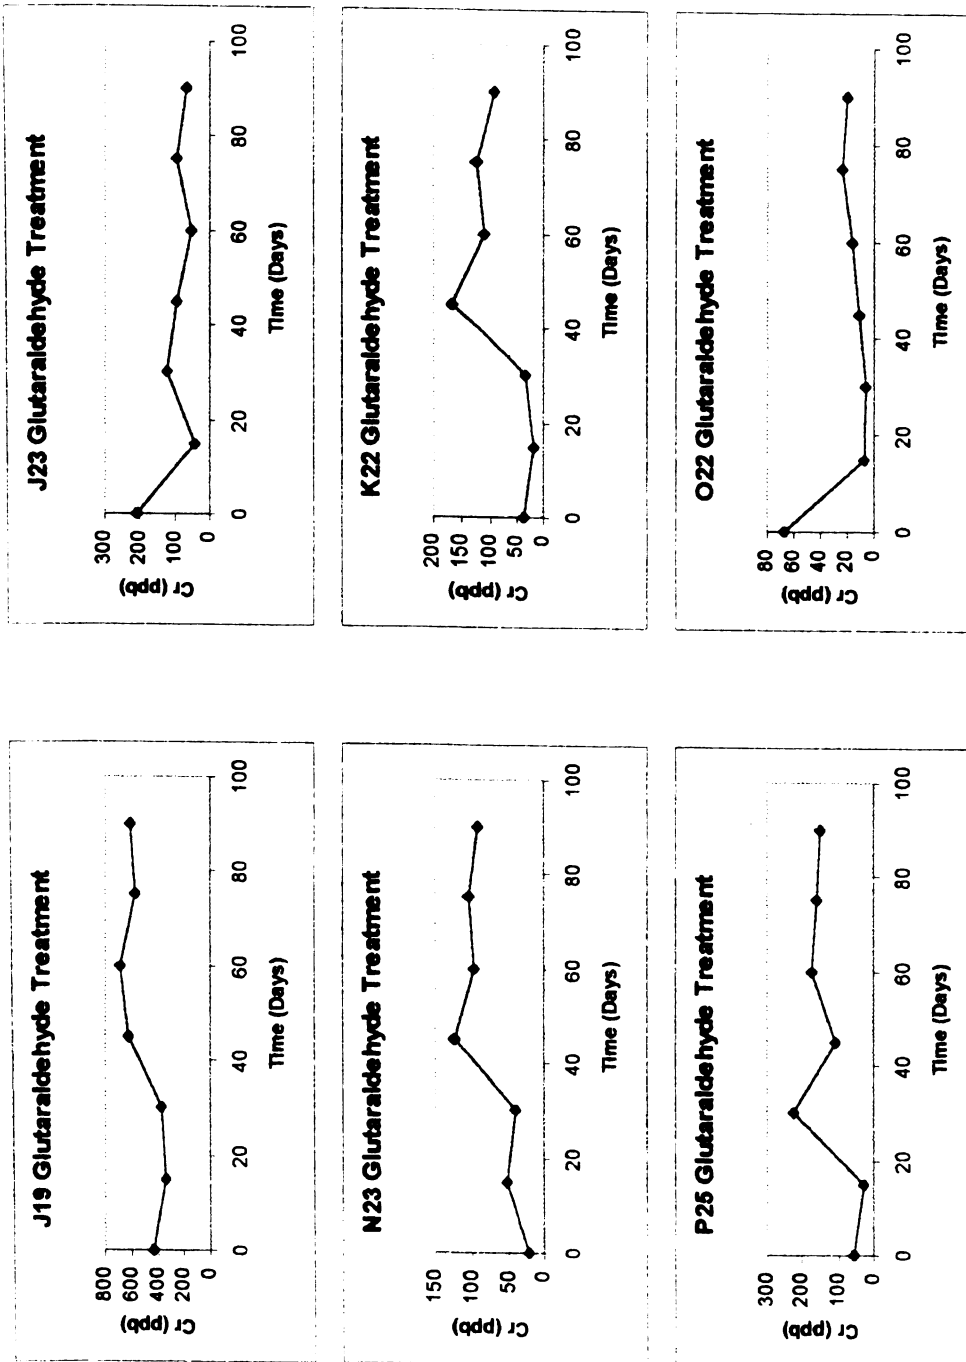 J19 Glutaraldehyde Treatment
Cr (ppb)
800
600
400
200
0
0 20 40 60 80 100
Time (Days)
J23 Glutaraldehyde Treatment
Cr (ppb)
300
200
100
0
0 20 40 60 80 100
Time (Days)
N23 Glutaraldehyde Treatment
Cr (ppb)
150
100
50
0
0 20 40 60 80 100
Time (Days)
K22 Glutaraldehyde Treatment
Cr (ppb)
200
150
100
50
0
0 20 40 60 80 100
Time (Days)
P25 Glutaraldehyde Treatment
Cr (ppb)
300
200
100
0
0 20 40 60 80 100
Time (Days)
O22 Glutaraldehyde Treatment
Cr (ppb)
80
60
40
20
0
0 20 40 60 80 100
Time (Days)